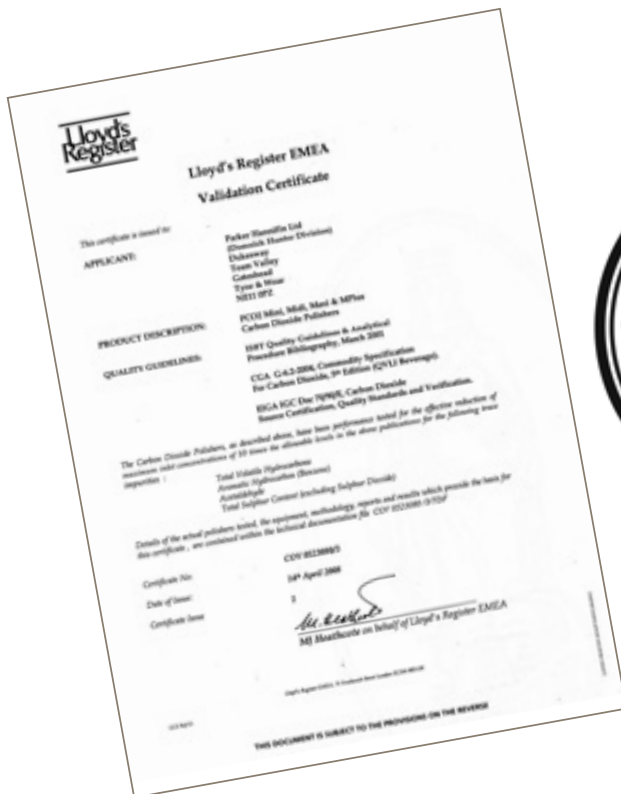 Lloyd's
Register
Lloyd's Register EMEA
Validation Certificate
This certificate is issued to:
APPLICANT:
Parker Hannifin Ltd
(Domnick Hunter Division)
Dukesway
Team Valley
Gateshead
Tyne & Wear
NE11 0PZ
PRODUCT DESCRIPTION:
PCO2 Mini, Midi, Maxi & MPlus
Carbon Dioxide Polishers
QUALITY GUIDELINES:
ISBT Quality Guidelines & Analytical
Procedure Bibliography, March 2001
CGA G-6.2-2004, Commodity Specification
For Carbon Dioxide, 5th Edition (QVL I Beverage).
EIGA IGC Doc 70/99/E, Carbon Dioxide
Source Certification, Quality Standards and Verification.
The Carbon Dioxide Polishers, as described above, have been performance tested for the effective reduction of
maximum inlet concentrations of 10 times the allowable levels in the above publications for the following trace
impurities :
Total Volatile Hydrocarbons
Aromatic Hydrocarbon (Benzene)
Acetaldehyde
Total Sulphur Content (excluding Sulphur Dioxide)
Details of the actual polishers tested, the equipment, methodology, reports and results which provide the basis for
this certificate , are contained within the technical documentation file COV
Certificate No:
COV
Date of Issue:
April 2008
Certificate Issue
2
MJ Heathcote on behalf of Lloyd's Register EMEA
THIS DOCUMENT IS SUBJECT TO THE PROVISIONS ON THE REVERSE